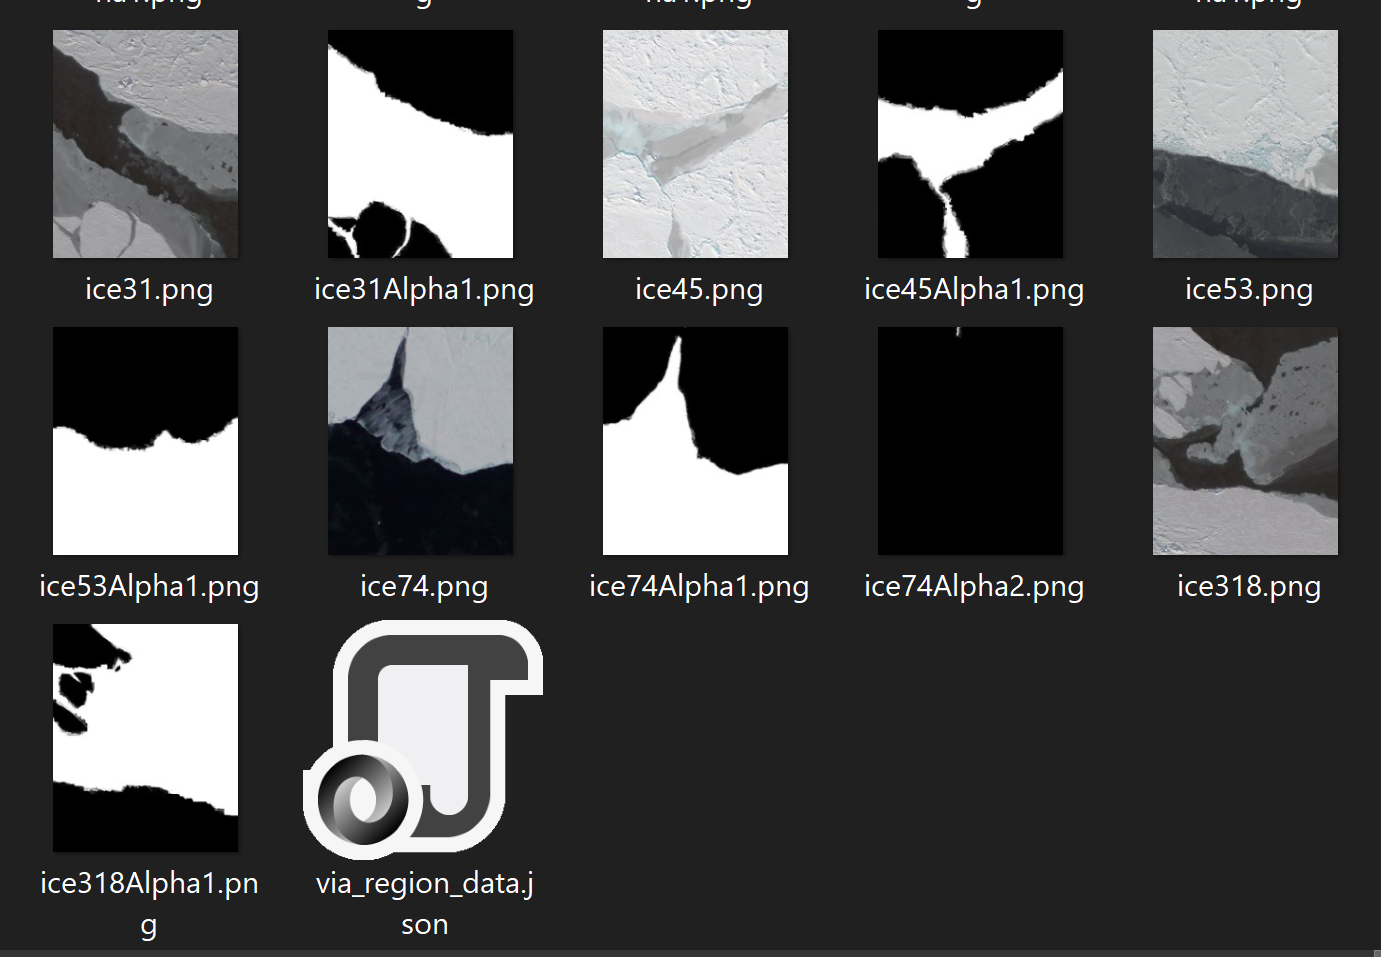 ice31.png
ice31Alpha1.png
ice45.png
ice45Alpha1.png
ice53.png
ice53Alpha1.png
ice74.png
ice74Alpha1.png
ice74Alpha2.png
ice318.png
ice318Alpha1.pn
g
via_region_data.j
son